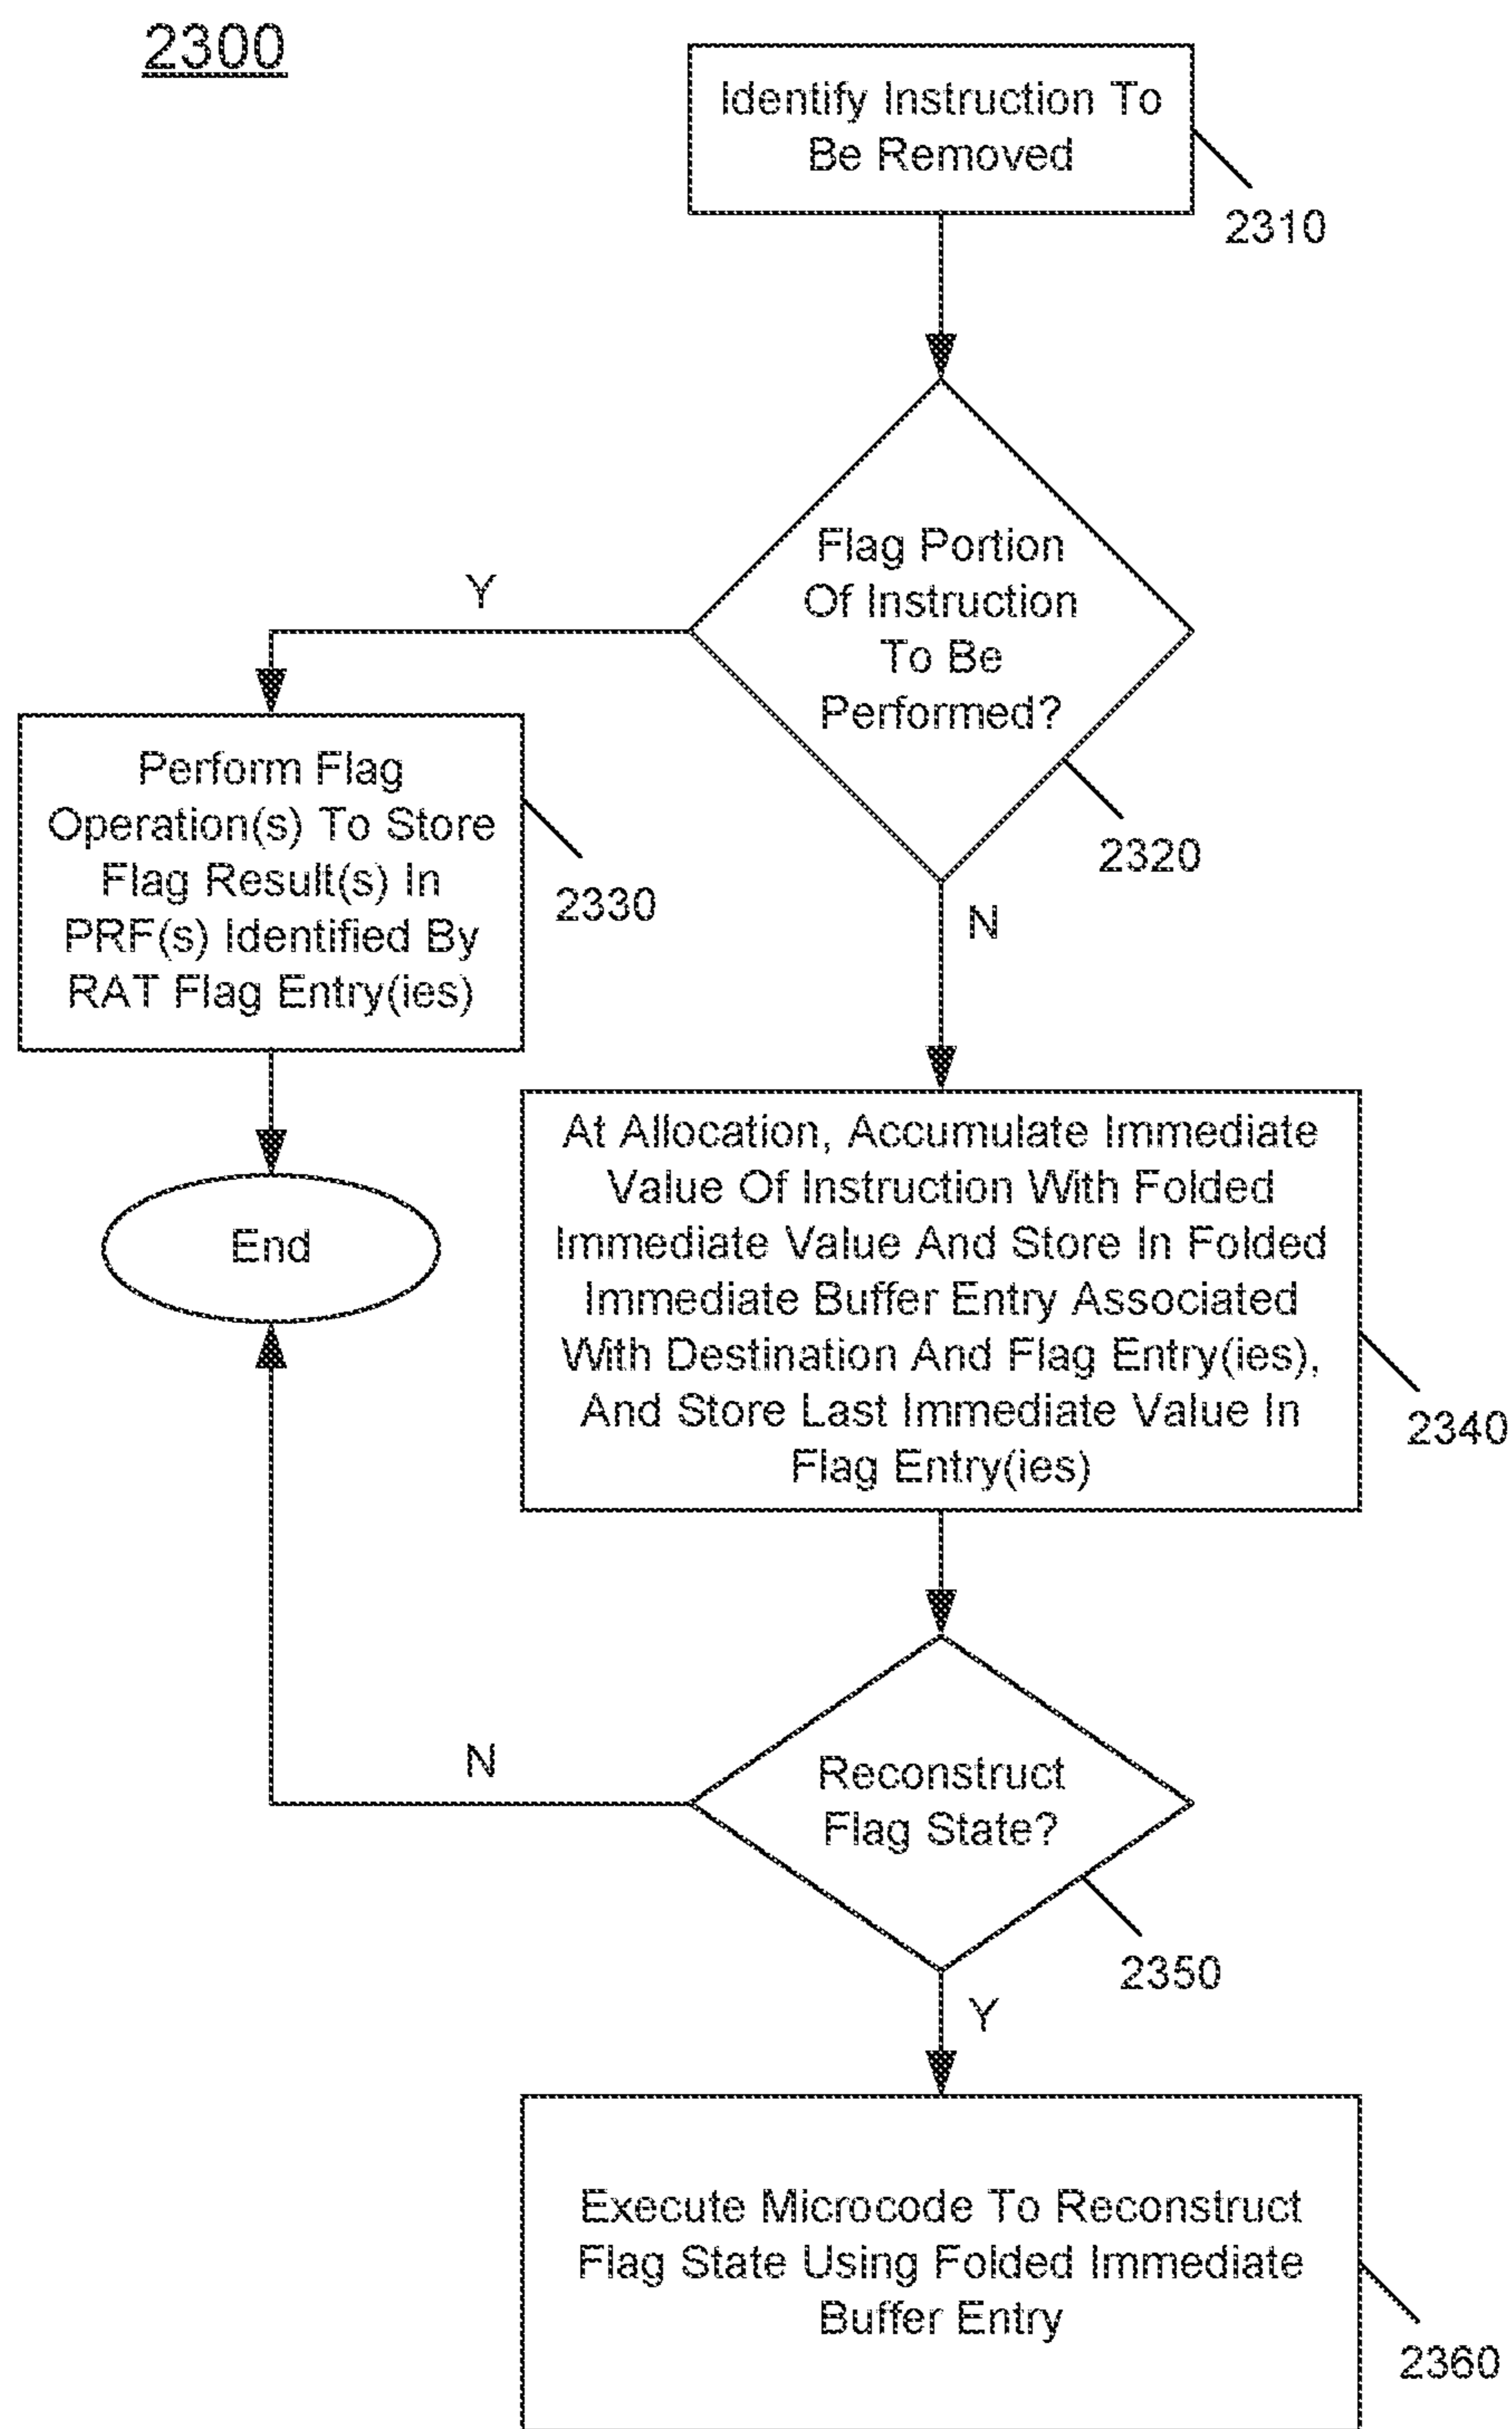 2300
Identify Instruction To
Be Removed
2310
Flag Portion
Of Instruction
To Be
Performed?
2320
Y
N
Perform Flag
Operation(s) To Store
Flag Result(s) In
PRF(s) Identified By
RAT Flag Entry(ies)
2330
End
At Allocation, Accumulate Immediate
Value Of Instruction With Folded
Immediate Value And Store In Folded
Immediate Buffer Entry Associated
With Destination And Flag Entry(ies),
And Store Last Immediate Value In
Flag Entry(ies)
2340
Reconstruct
Flag State?
2350
N
Y
Execute Microcode To Reconstruct
Flag State Using Folded Immediate
Buffer Entry
2360